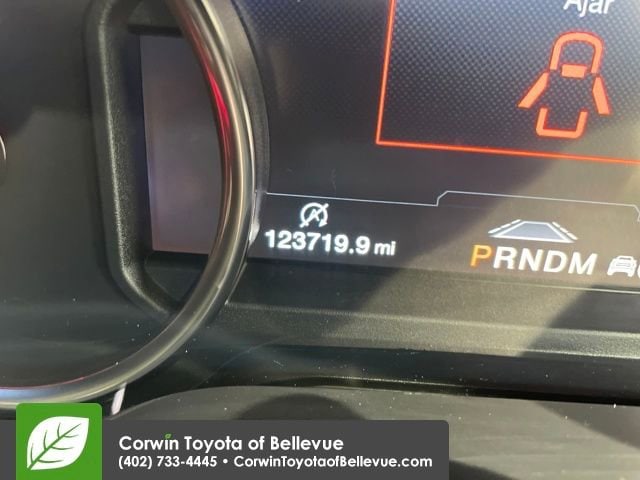 Ajar
123719.9 mi
PRNDM
Corwin Toyota of Bellevue
(402) 733-4445 • CorwinToyotaofBellevue.com